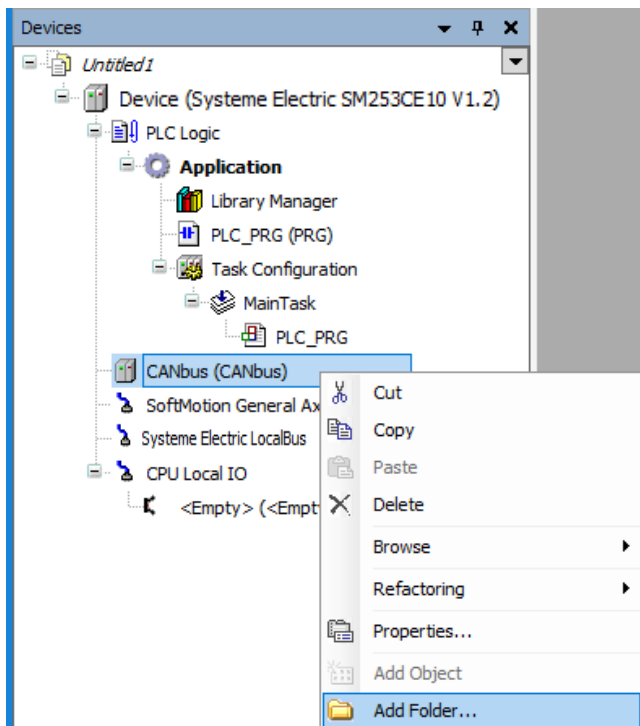 Devices
Untitled1
Device (Systeme Electric SM253CE10 V1.2)
PLC Logic
Application
Library Manager
PLC_PRG (PRG)
Task Configuration
MainTask
PLC_PRG
CANbus (CANbus)
SoftMotion General Ax
Systeme Electric LocalBus
CPU Local IO
<Empty> (<Empt
Cut
Copy
Paste
Delete
Browse
Refactoring
Properties...
Add Object
Add Folder...